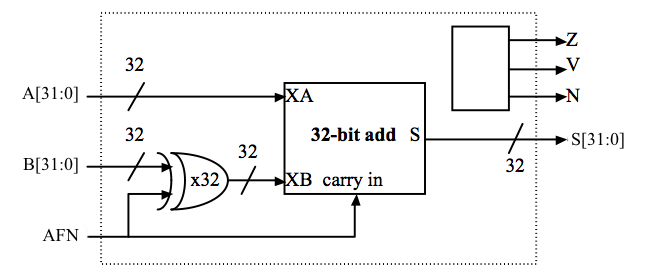 Z
32
V
A[31:0]
XA
N
32
32-bit add S
S[31:0]
32
B[31:0]
32
x32
XB carry in
AFN